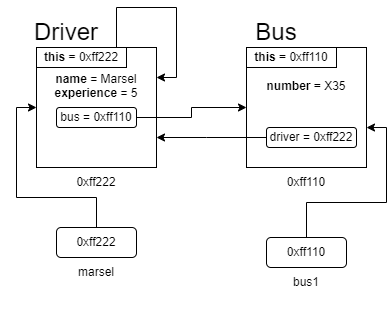 Driver
this = 0xff222
name = Marsel
experience = 5
bus = 0xff110
0xff222
0xff222
marsel
Bus
this = 0xff110
number = X35
driver = 0xff222
0xff110
0xff110
bus1